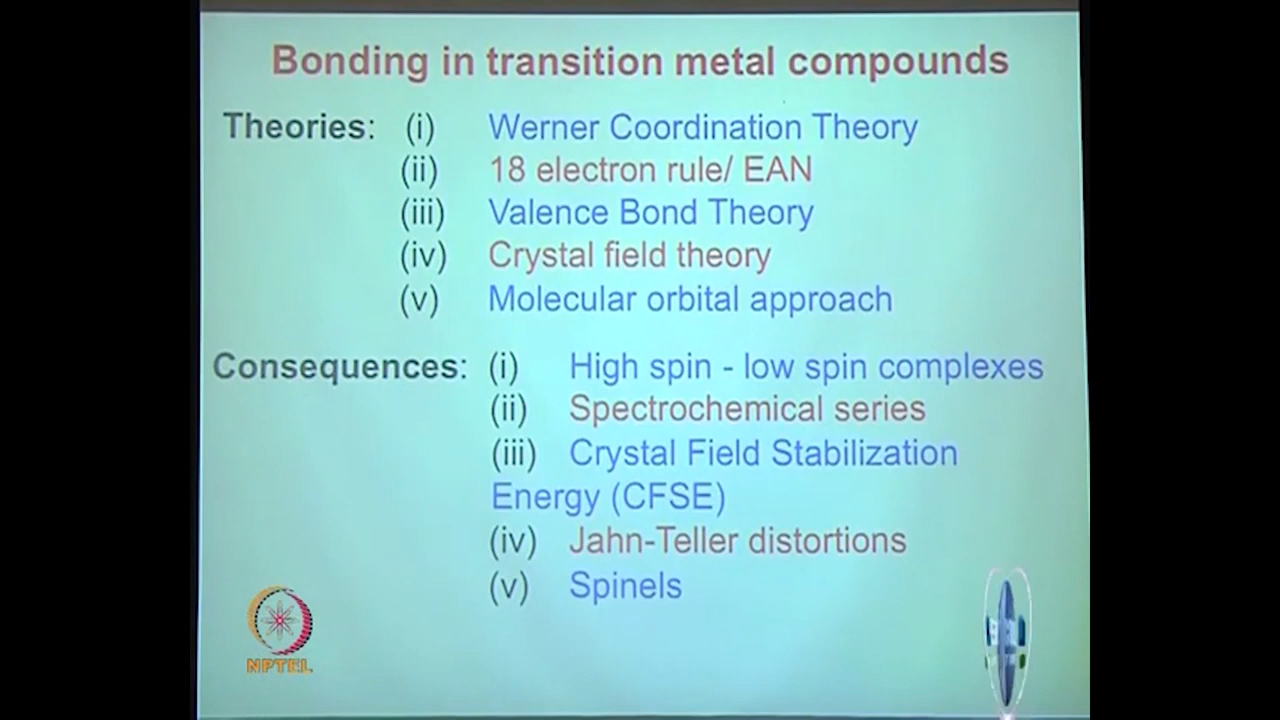 Bonding in transition metal compounds
Theories: (i) Werner Coordination Theory
(ii) 18 electron rule/ EAN
(iii) Valence Bond Theory
(iv) Crystal field theory
(v) Molecular orbital approach
Consequences: (i) High spin - low spin complexes
(ii) Spectrochemical series
(iii) Crystal Field Stabilization
Energy (CFSE)
(iv) Jahn-Teller distortions
(v) Spinels
NPTEL